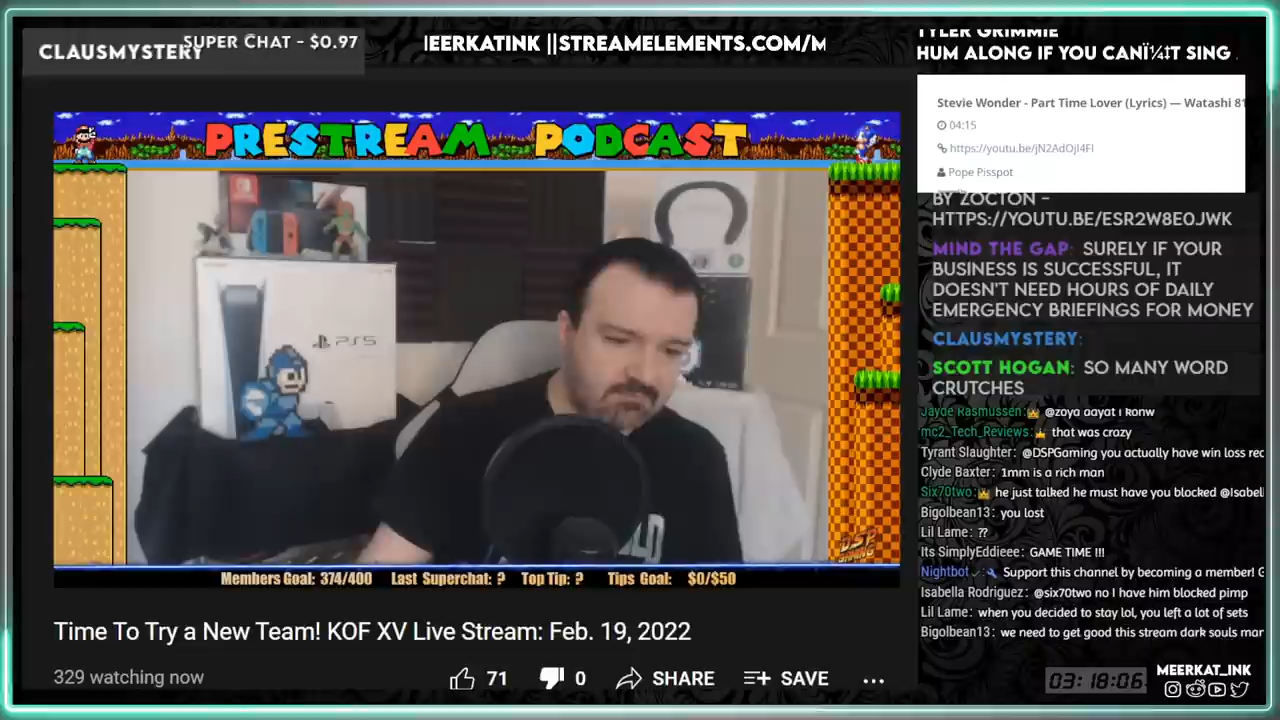 CLAUSMYSTERY
SUPER CHAT - $0.97
IEERKATINK ||STREAMELEMENTS.COM/M
TYLER GRIMMIE
HUM ALONG IF YOU CANÏ¼‡T SING
Stevie Wonder - Part Time Lover (Lyrics) — Watashi 81
04:15
https://youtu.be/jN2AdOjI4FI
Pope Pisspot
PRESTREAM PODCAST
PS5
DSP
GAMING
Members Goal: 374/400 Last Superchat: ? Top Tip: ? Tips Goal: $0/$50
Time To Try a New Team! KOF XV Live Stream: Feb. 19, 2022
329 watching now
71
0
SHARE
SAVE
...
BY ZOCTON -
HTTPS://YOUTU.BE/ESR2W8E0JWK
MIND THE GAP: SURELY IF YOUR
BUSINESS IS SUCCESSFUL, IT
DOESN'T NEED HOURS OF DAILY
EMERGENCY BRIEFINGS FOR MONEY
CLAUSMYSTERY:
SCOTT HOGAN: SO MANY WORD
CRUTCHES
Jayde Rasmussen: @zoya aayat i konw
mc2_Tech_Reviews: that was crazy
Tyrant Slaughter: @DSPGaming you actually have win loss rec
Clyde Baxter: 1mm is a rich man
Six70two: he just talked he must have you blocked @Isabel
Bigolbean13: you lost
Lil Lame: ??
Its SimplyEddieee: GAME TIME !!!
Nightbot: Support this channel by becoming a member! G
Isabella Rodriguez: @six70two no I have him blocked pimp
Lil Lame: when you decided to stay lol, you left a lot of sets
Bigolbean13: we need to get good this stream dark souls mar
03:18:06
MEERKAT_INK